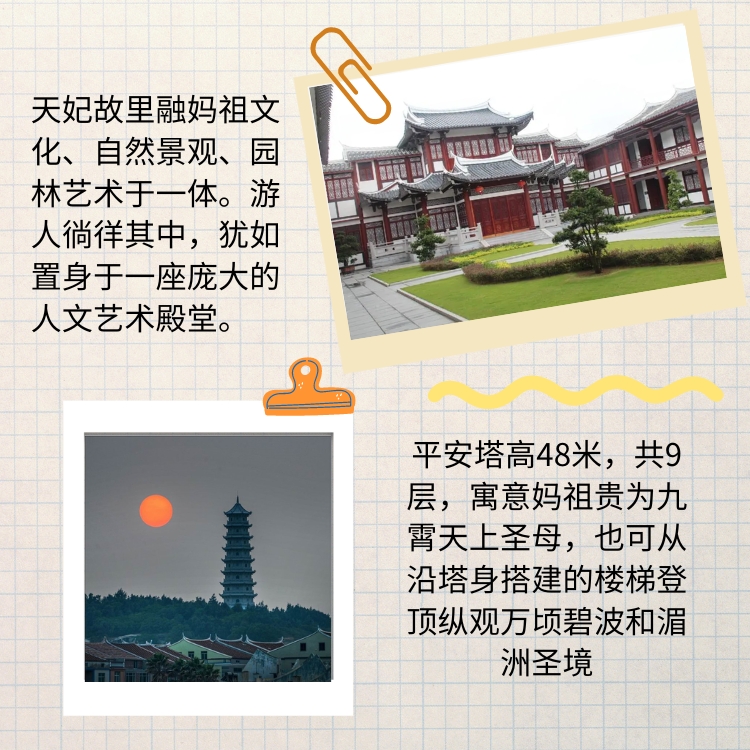 天妃故里融妈祖文
化、自然景观、园
林艺术于一体。游
人徜徉其中，犹如
置身于一座庞大的
人文艺术殿堂。
平安塔高48米，共9
层，寓意妈祖贵为九
霄天上圣母，也可从
沿塔身搭建的楼梯登
顶纵观万顷碧波和湄
洲圣境